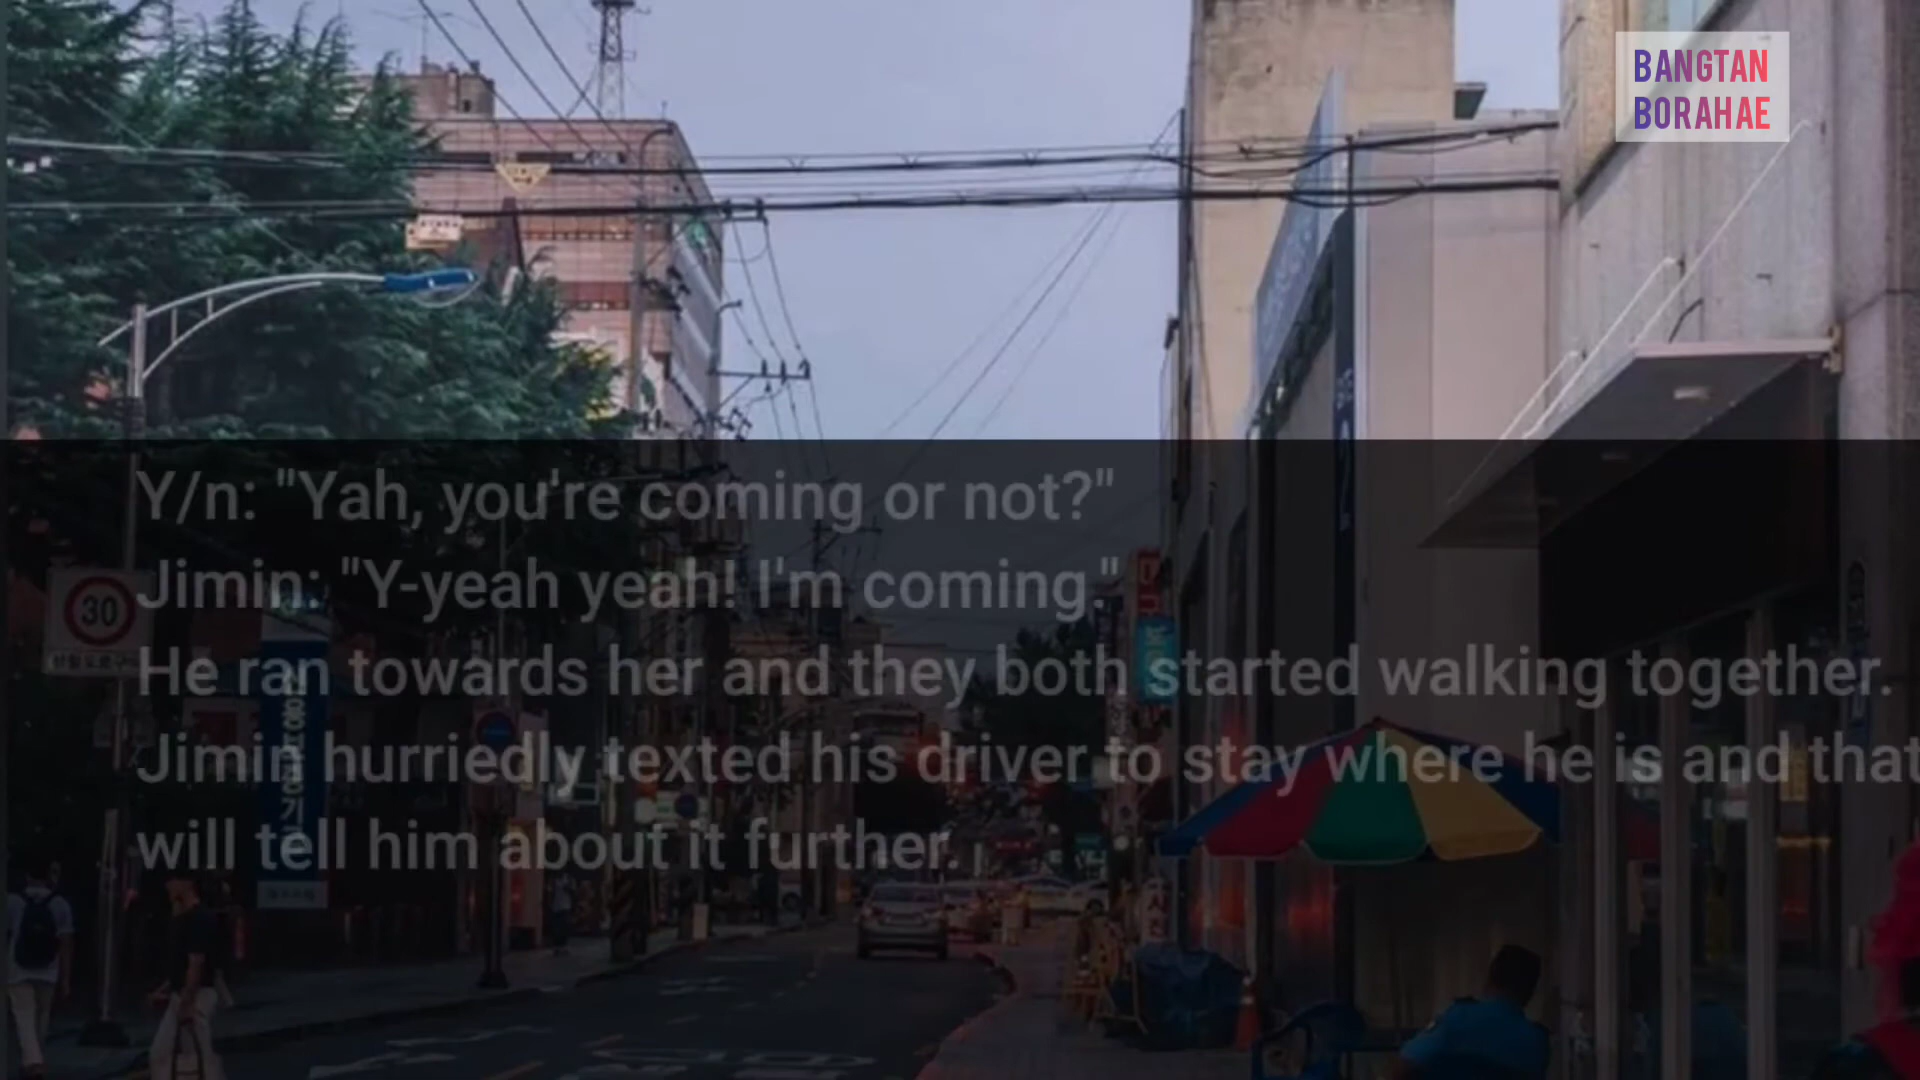 BANGTAN
BORAHAE
Y/n: "Yah, you're coming or not?"
Jimin: "Y-yeah yeah! I'm coming."
He ran towards her and they both started walking together.
Jimin hurriedly texted his driver to stay where he is and that
will tell him about it further.
30